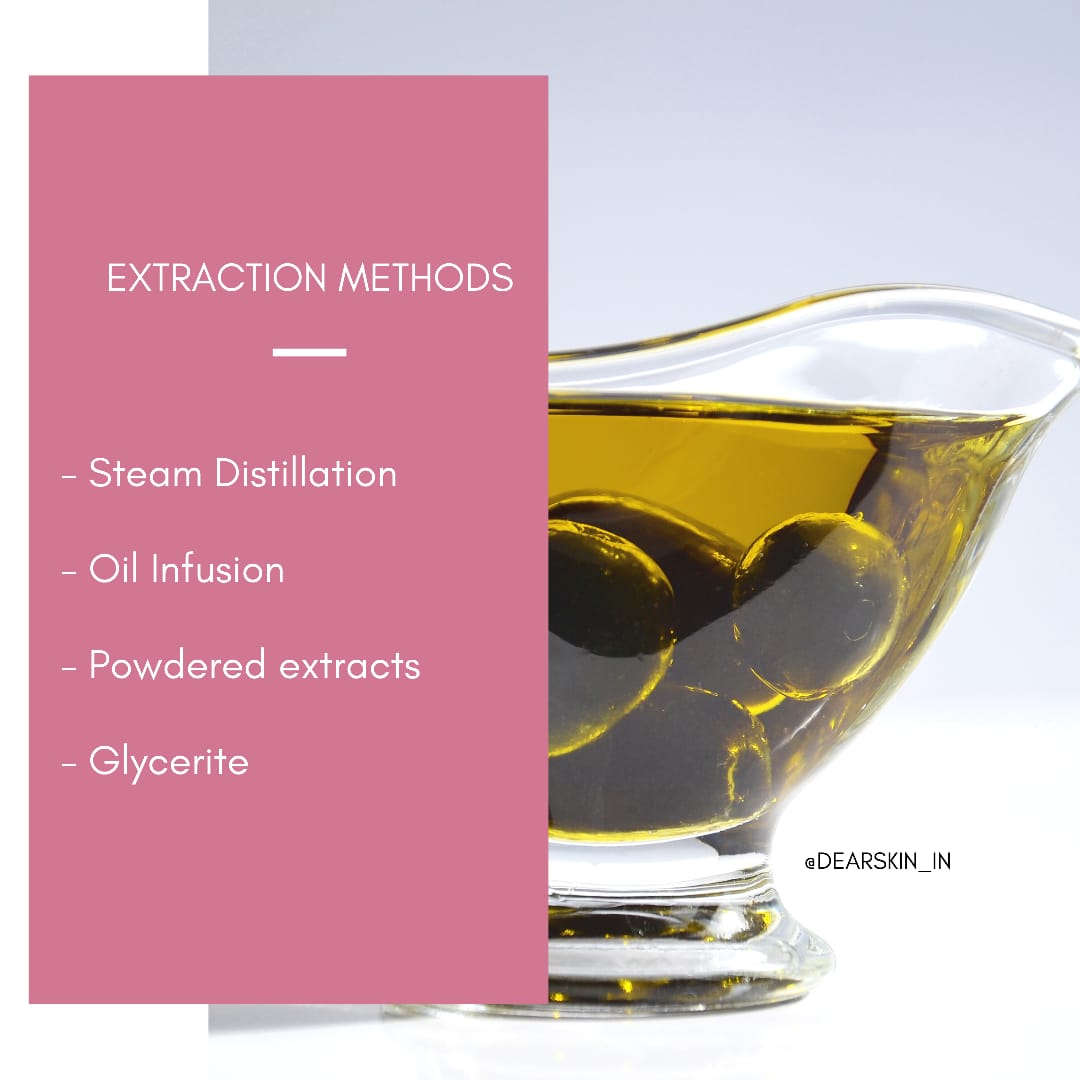 EXTRACTION METHODS
- Steam Distillation
- Oil Infusion
- Powdered extracts
- Glycerite
@DEARSKIN_IN